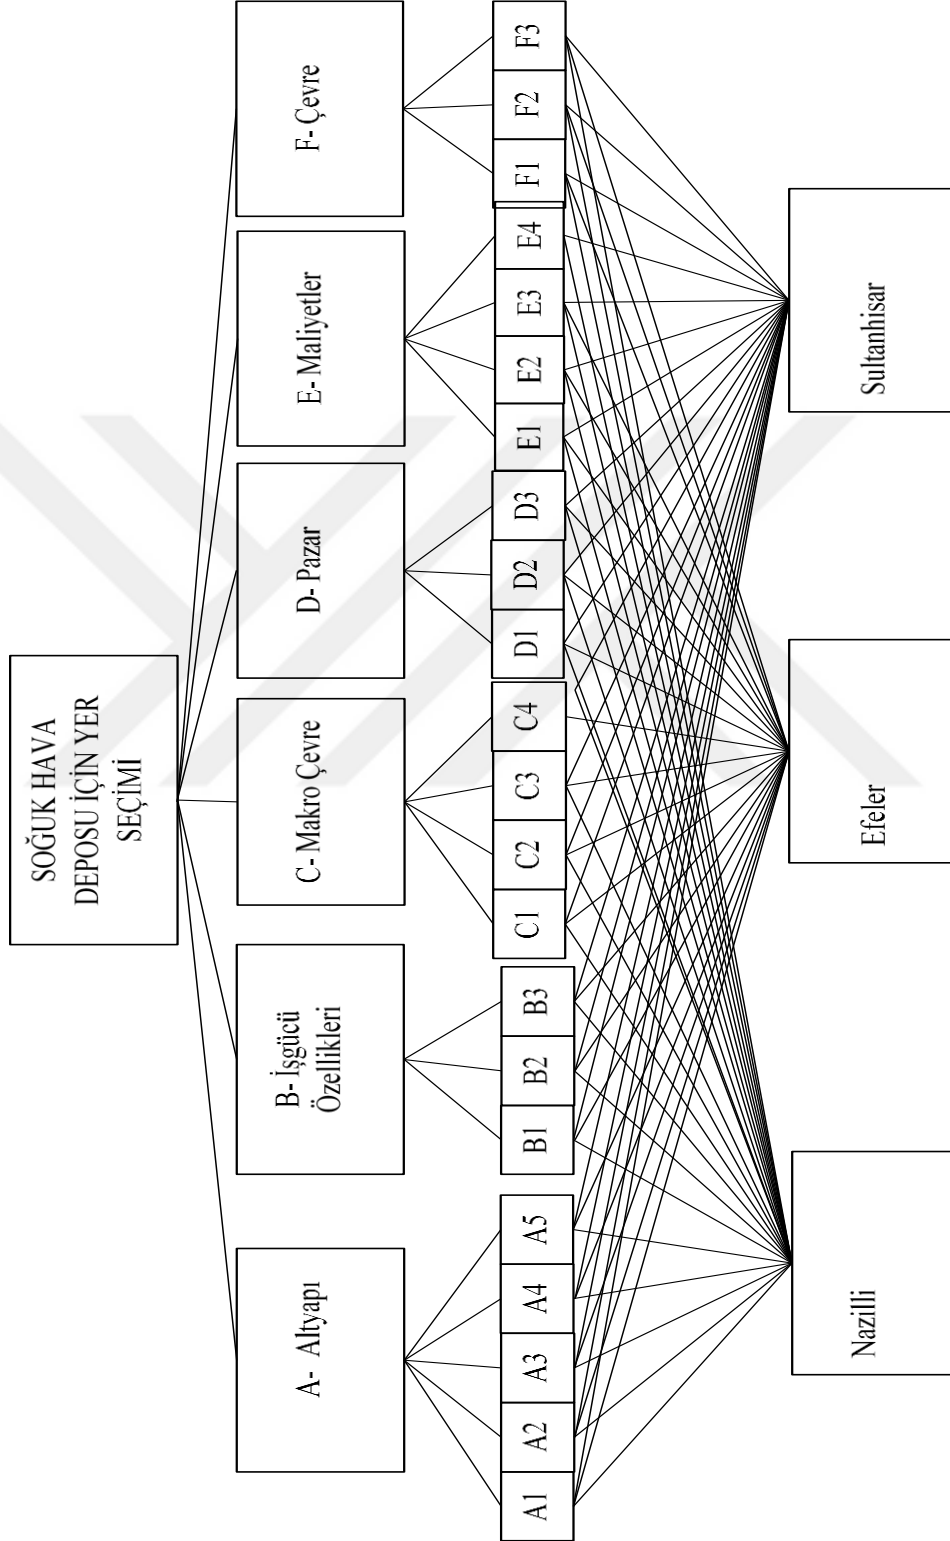 SOĞUK HAVA
DEPOSU İÇİN YER
SEÇİMİ
A- Altyapı
B- İşgücü
Özellikleri
C- Makro Çevre
D- Pazar
E- Maliyetler
F- Çevre
A1
A2
A3
A4
A5
B1
B2
B3
C1
C2
C3
C4
D1
D2
D3
E1
E2
E3
E4
F1
F2
F3
Nazilli
Efeler
Sultanhisar